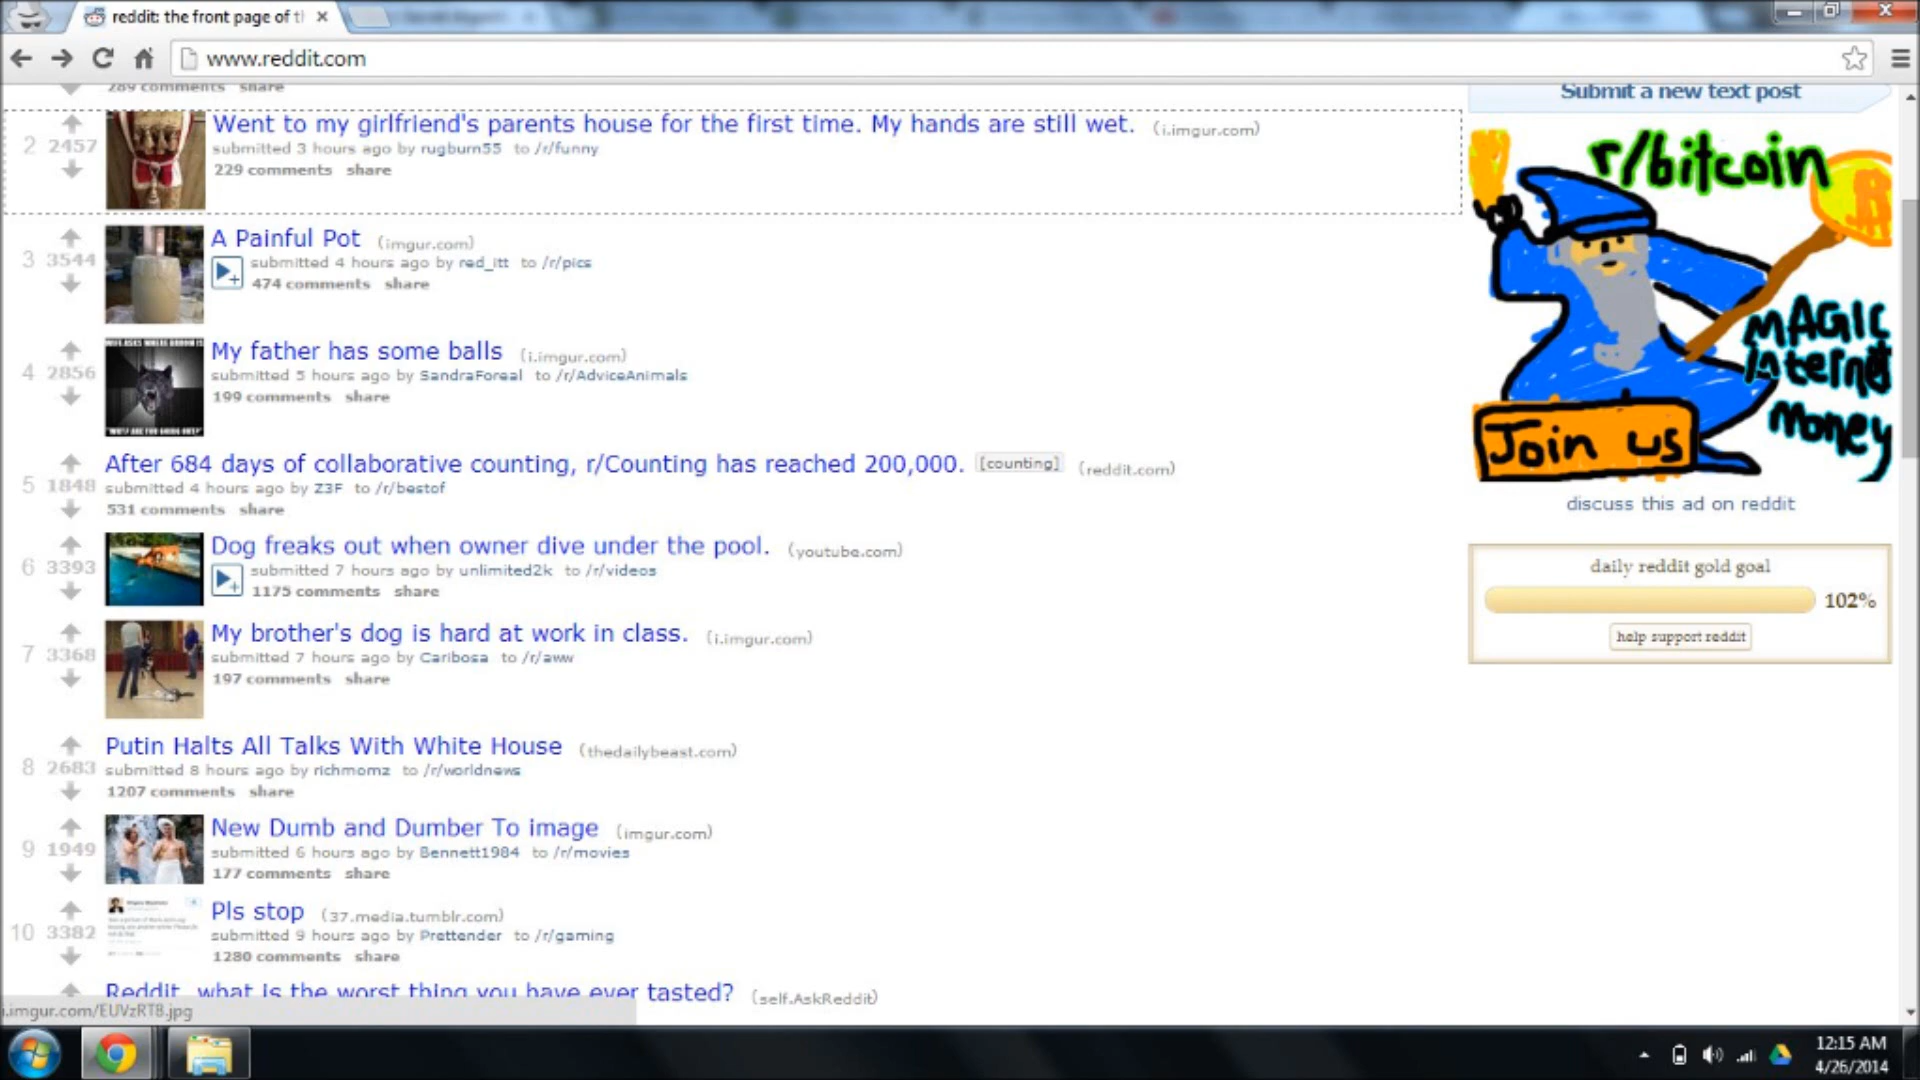 reddit: the front page of t
www.reddit.com
289 comments share
Submit a new text post
2 2457
Went to my girlfriend's parents house for the first time. My hands are still wet. (i.imgur.com)
submitted 3 hours ago by rugburn55 to /r/funny
229 comments share
3 3544
A Painful Pot (imgur.com)
submitted 4 hours ago by red_itt to /r/pics
474 comments share
4 2856
My father has some balls (i.imgur.com)
submitted 5 hours ago by SandraForeal to /r/AdviceAnimals
199 comments share
5 1848
After 684 days of collaborative counting, r/Counting has reached 200,000. [counting] (reddit.com)
submitted 4 hours ago by Z3F to /r/bestof
531 comments share
6 3393
Dog freaks out when owner dive under the pool. (youtube.com)
submitted 7 hours ago by unlimited2k to /r/videos
1175 comments share
7 3368
My brother's dog is hard at work in class. (i.imgur.com)
submitted 7 hours ago by Caribosa to /r/aww
197 comments share
8 2683
Putin Halts All Talks With White House (thedailybeast.com)
submitted 8 hours ago by richmomz to /r/worldnews
1207 comments share
9 1949
New Dumb and Dumber To image (imgur.com)
submitted 6 hours ago by Bennett1984 to /r/movies
177 comments share
10 3382
Pls stop (37.media.tumblr.com)
submitted 9 hours ago by Prettender to /r/gaming
1280 comments share
Reddit, what is the worst thing you have ever tasted? (self.AskReddit)
i.imgur.com/EUVzRTB.jpg
r/bitcoin
MAGIC
Internet
Money
Join us
discuss this ad on reddit
daily reddit gold goal
102%
help support reddit
12:15 AM
4/26/2014